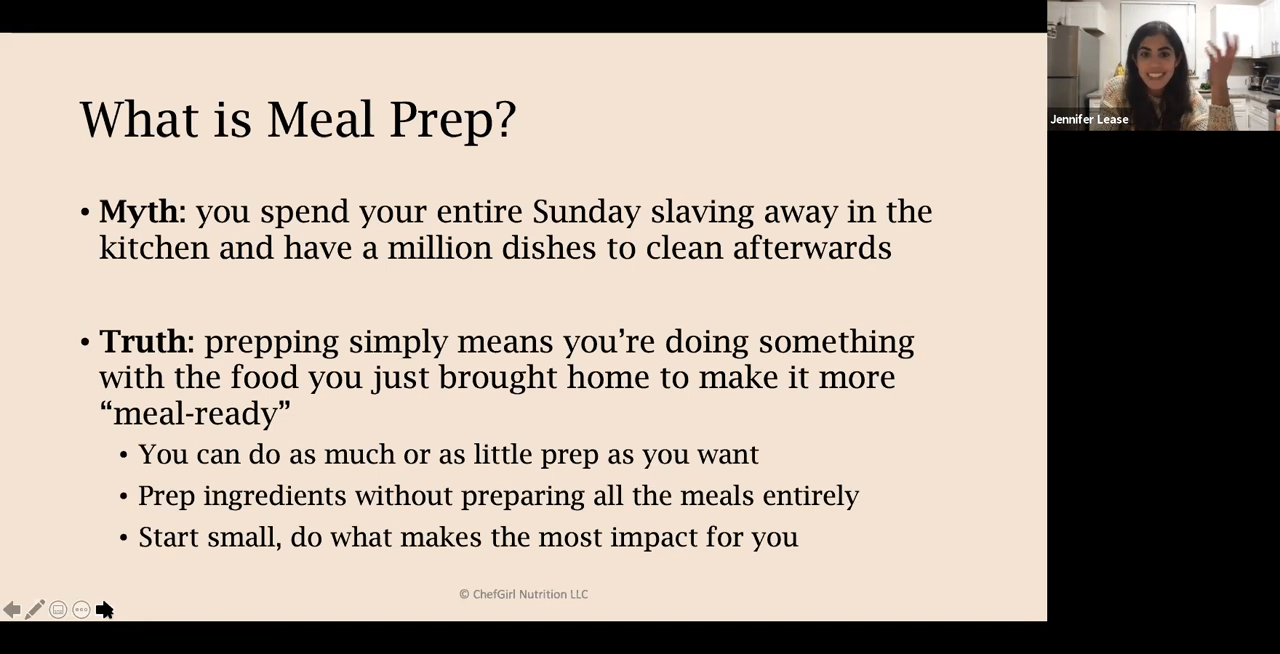 What is Meal Prep?
• Myth: you spend your entire Sunday slaving away in the
kitchen and have a million dishes to clean afterwards
• Truth: prepping simply means you’re doing something
with the food you just brought home to make it more
“meal-ready”
• You can do as much or as little prep as you want
• Prep ingredients without preparing all the meals entirely
• Start small, do what makes the most impact for you
© ChefGirl Nutrition LLC
Jennifer Lease